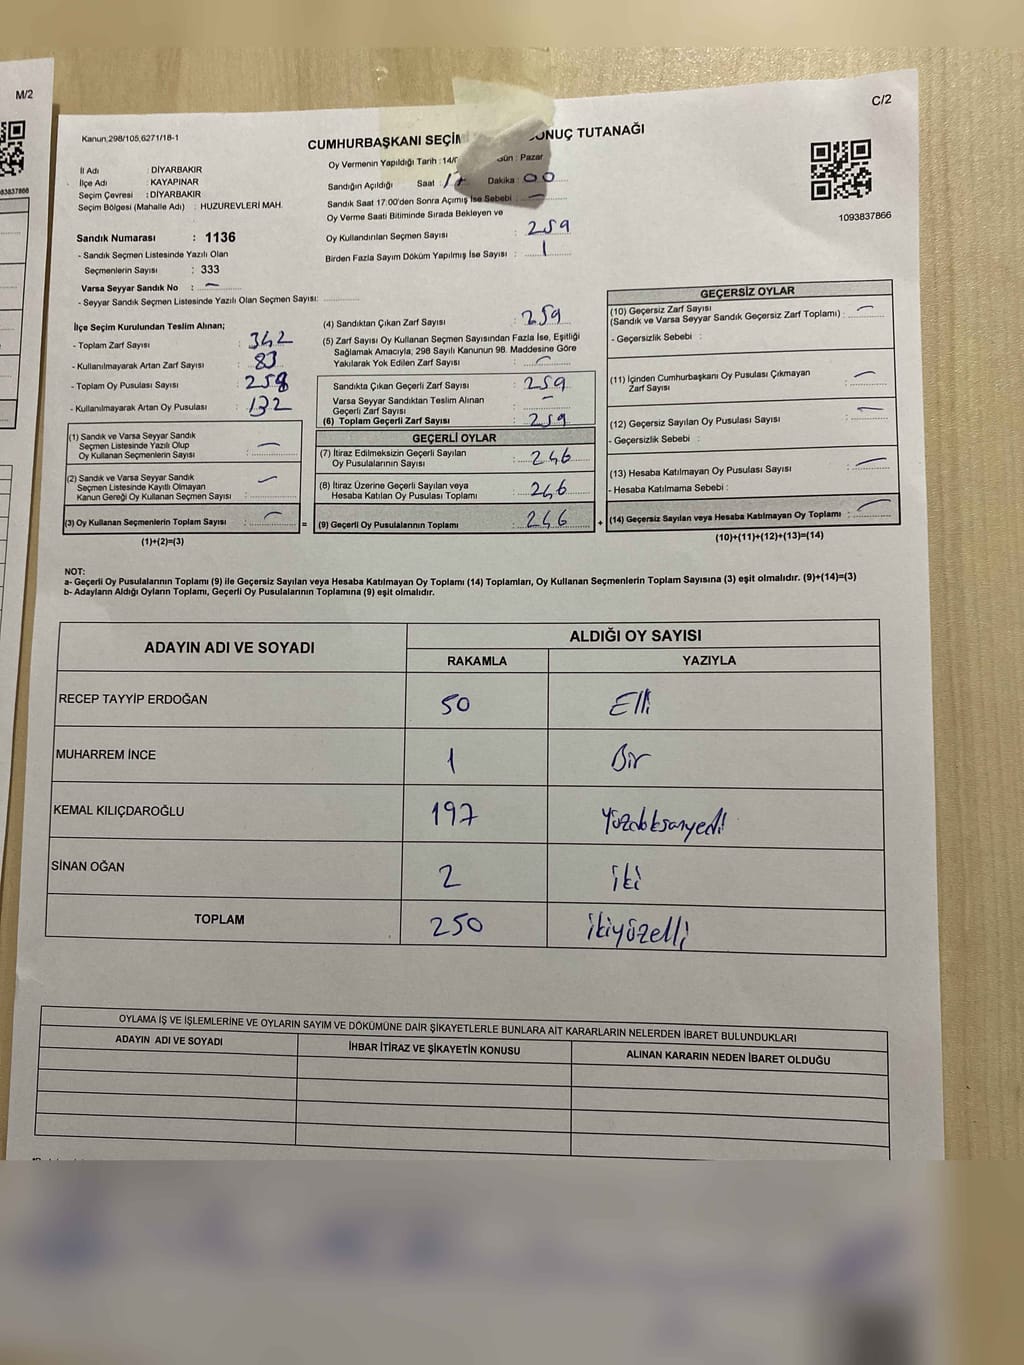 M/2
C/2
Kanun 298/105,6271/18-1
CUMHURBAŞKANI SEÇİM
ONUÇ TUTANAĞI
İl Adı : DİYARBAKIR
İlçe Adı : KAYAPINAR
Seçim Çevresi : DİYARBAKIR
Seçim Bölgesi (Mahalle Adı) : HUZUREVLERİ MAH.
Oy Vermenin Yapıldığı Tarih :14/ Gün : Pazar
Sandığın Açıldığı Saat : 17 Dakika : 00
Sandık Saat 17:00'den Sonra Açımış İse Sebebi : —
Oy Verme Saati Bitiminde Sırada Bekleyen ve
Oy Kullandırılan Seçmen Sayısı : 259
Birden Fazla Sayım Döküm Yapılmış İse Sayısı : 1
1093837866
Sandık Numarası : 1136
- Sandık Seçmen Listesinde Yazılı Olan
Seçmenlerin Sayısı : 333
Varsa Seyyar Sandık No : —
- Seyyar Sandık Seçmen Listesinde Yazılı Olan Seçmen Sayısı:
İlçe Seçim Kurulundan Teslim Alınan;
- Toplam Zarf Sayısı : 342
- Kullanılmayarak Artan Zarf Sayısı : 83
- Toplam Oy Pusulası Sayısı :
- Kullanılmayarak Artan Oy Pusulası : 132
(1) Sandık ve Varsa Seyyar Sandık
Seçmen Listesinde Yazılı Olup
Oy Kullanan Seçmenlerin Sayısı : —
(2) Sandık ve Varsa Seyyar Sandık
Seçmen Listesinde Kayıtlı Olmayan
Kanun Gereği Oy Kullanan Seçmen Sayısı : —
(3) Oy Kullanan Seçmenlerin Toplam Sayısı : — =
(1)+(2)=(3)
(4) Sandıktan Çıkan Zarf Sayısı : 259
(5) Zarf Sayısı Oy Kullanan Seçmen Sayısından Fazla İse, Eşitliği
Sağlamak Amacıyla, 298 Sayılı Kanunun 98. Maddesine Göre
Yakılarak Yok Edilen Zarf Sayısı : —
Sandıkta Çıkan Geçerli Zarf Sayısı : 259
Varsa Seyyar Sandıktan Teslim Alınan
Geçerli Zarf Sayısı : —
(6) Toplam Geçerli Zarf Sayısı : 259
GEÇERLİ OYLAR
(7) İtiraz Edilmeksizin Geçerli Sayılan
Oy Pusulalarının Sayısı : 246
(8) İtiraz Üzerine Geçerli Sayılan veya
Hesaba Katılan Oy Pusulası Toplamı : 246
(9) Geçerli Oy Pusulalarının Toplamı : 246 +
GEÇERSİZ OYLAR
(10) Geçersiz Zarf Sayısı
(Sandık ve Varsa Seyyar Sandık Geçersiz Zarf Toplamı) : —
- Geçersizlik Sebebi :
(11) İçinden Cumhurbaşkanı Oy Pusulası Çıkmayan
Zarf Sayısı : —
(12) Geçersiz Sayılan Oy Pusulası Sayısı : —
- Geçersizlik Sebebi :
(13) Hesaba Katılmayan Oy Pusulası Sayısı : —
- Hesaba Katılmama Sebebi :
(14) Geçersiz Sayılan veya Hesaba Katılmayan Oy Toplamı : —
(10)+(11)+(12)+(13)=(14)
NOT:
a- Geçerli Oy Pusulalarının Toplamı (9) ile Geçersiz Sayılan veya Hesaba Katılmayan Oy Toplamı (14) Toplamları, Oy Kullanan Seçmenlerin Toplam Sayısına (3) eşit olmalıdır. (9)+(14)=(3)
b- Adayların Aldığı Oyların Toplamı, Geçerli Oy Pusulalarının Toplamına (9) eşit olmalıdır.
ADAYIN ADI VE SOYADI
ALDIĞI OY SAYISI
RAKAMLA YAZIYLA
RECEP TAYYİP ERDOĞAN 50 Elli
MUHARREM İNCE 1 Bir
KEMAL KILIÇDAROĞLU 197 Yüzdoksanyedi
SİNAN OĞAN 2 iki
TOPLAM 250 ikiyüzelli
OYLAMA İŞ VE İŞLEMLERİNE VE OYLARIN SAYIM VE DÖKÜMÜNE DAİR ŞİKAYETLERLE BUNLARA AİT KARARLARIN NELERDEN İBARET BULUNDUKLARI
ADAYIN ADI VE SOYADI İHBAR İTİRAZ VE ŞİKAYETİN KONUSU ALINAN KARARIN NEDEN İBARET OLDUĞU